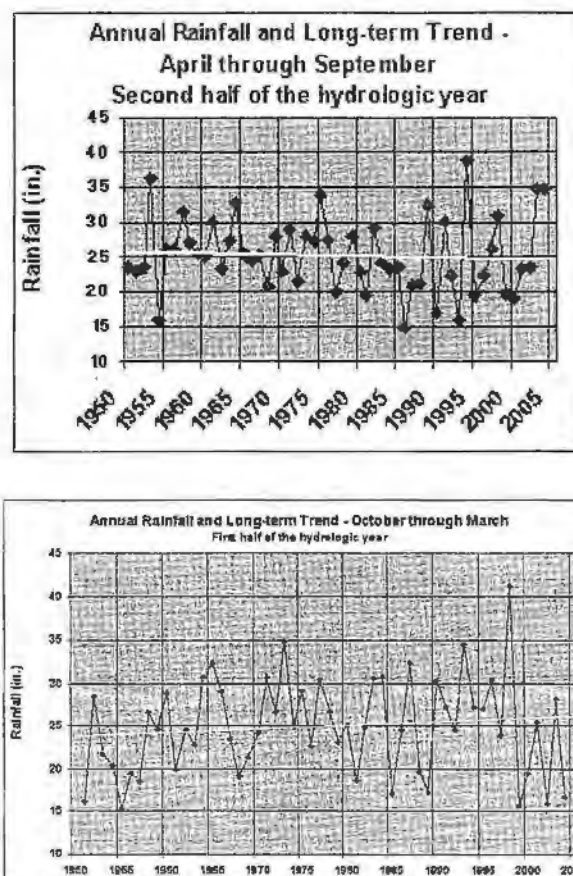 Annual Rainfall and Long-term Trend -
April through September
Second half of the hydrologic year
Rainfall (in.)
45
40
35
30
25
20
15
10
1950 1955 1960 1965 1970 1975 1980 1985 1990 1995 2000 2005
Annual Rainfall and Long-term Trend - October through March
First half of the hydrologic year
Rainfall (in.)
45
40
35
30
25
20
15
10
1950 1955 1960 1965 1970 1975 1980 1985 1990 1995 2000 200